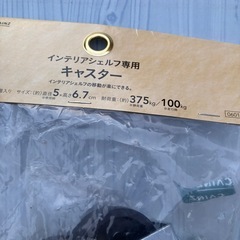 インテリアシェルフ専用
キャスター
インテリアシェルフの移動が楽にできる。
サイズ:(約)直径5×高さ6.7cm 耐荷重:(約)375kg/100kg
CAINZ